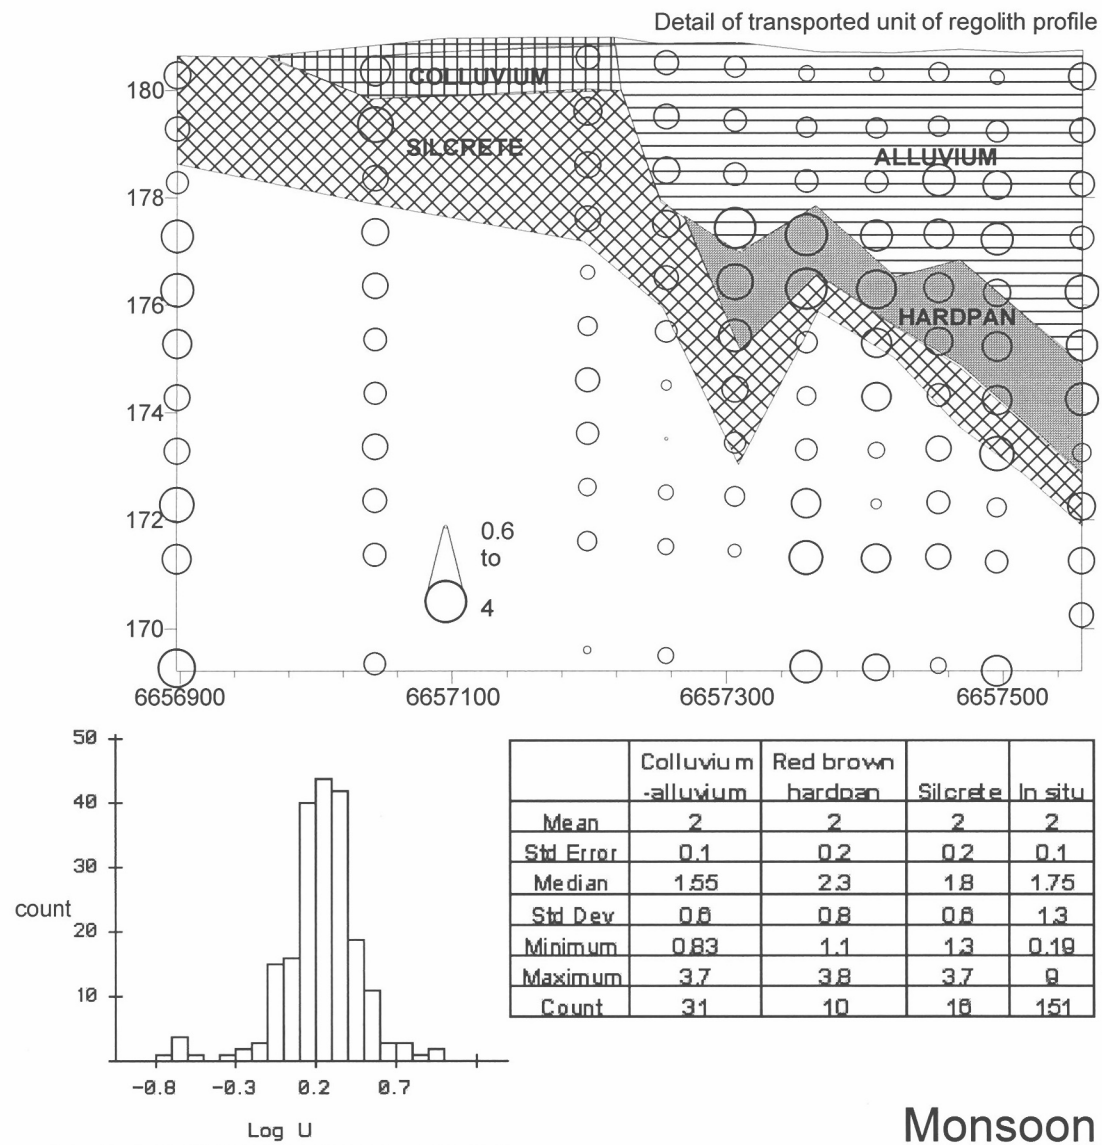 Detail of transported unit of regolith profile
180
COLLUVIUM
SILCRETE
ALLUVIUM
178
176
HARDPAN
174
172
0.6
to
4
170
6656900 6657100 6657300 6657500
50
40
30
count
20
10
-0.8 -0.3 0.2 0.7
Log U
Colluvium Red brown
-alluvium hardpan Silcrete In situ
Mean 2 2 2 2
Std Error 0.1 0.2 0.2 0.1
Median 1.55 2.3 1.8 1.75
Std Dev 0.6 0.8 0.6 1.3
Minimum 0.83 1.1 1.3 0.19
Maximum 3.7 3.8 3.7 9
Count 31 10 16 151
Monsoon